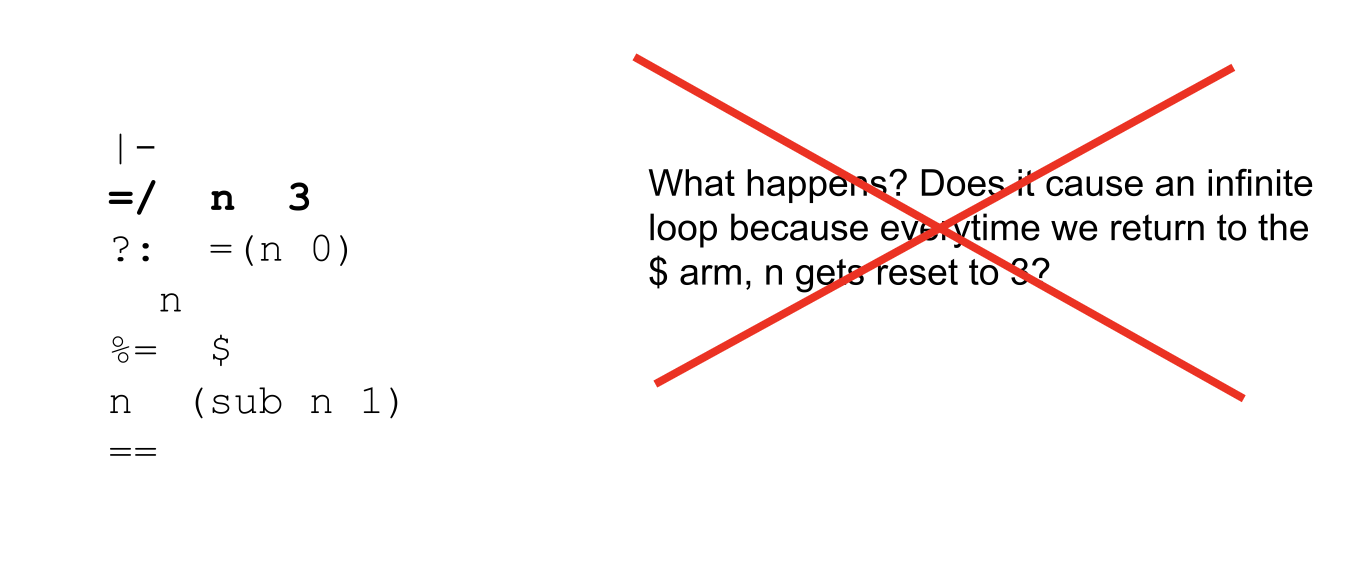 |-
=/  n  3
?:  =(n 0)
  n
%=  $
n  (sub n 1)
==
What happens? Does it cause an infinite
loop because everytime we return to the
$ arm, n gets reset to 3?